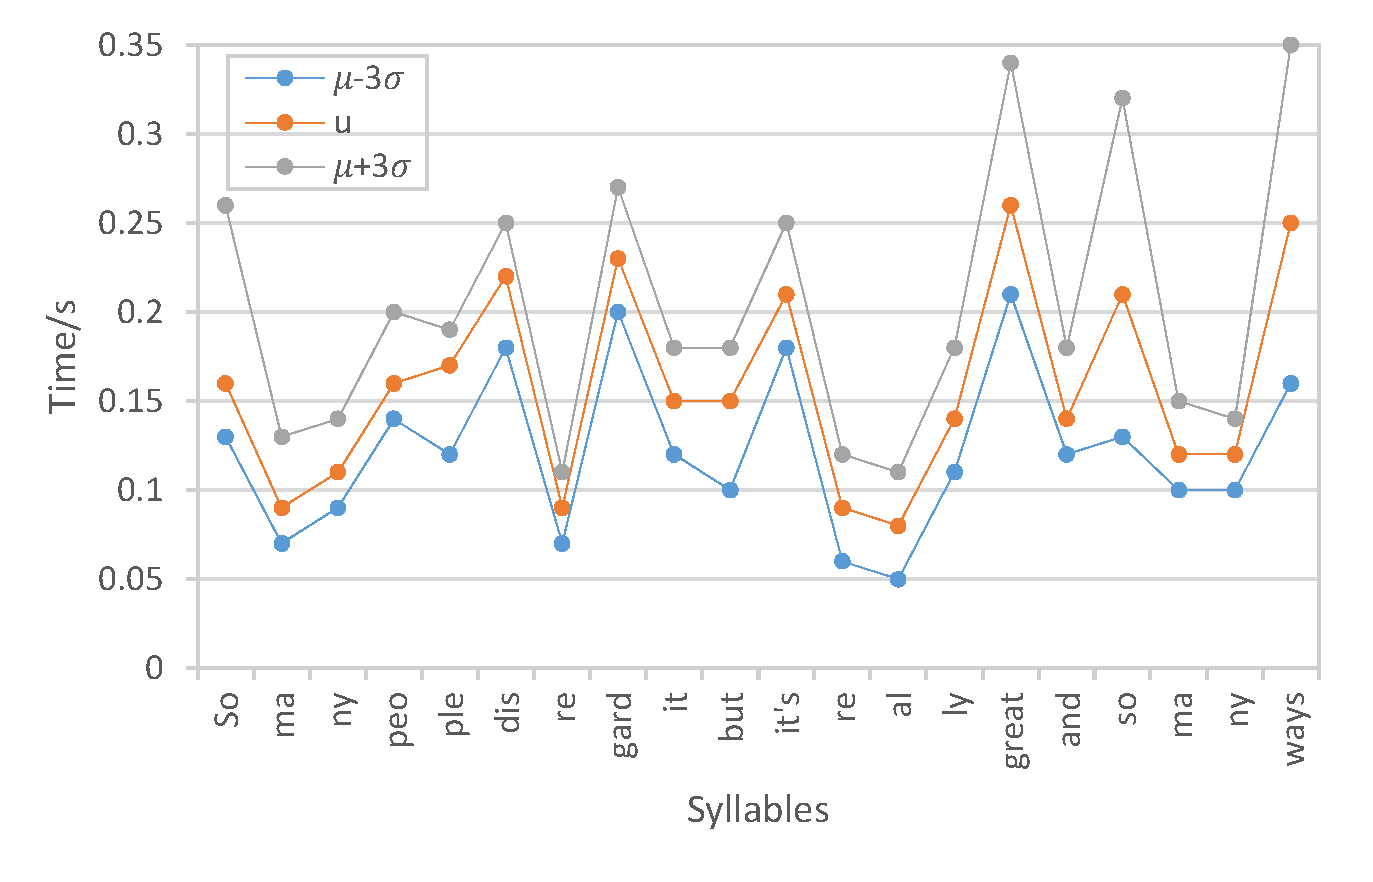 0.35
0.3
0.25
0.2
0.15
0.1
0.05
0
Time/s
μ-3σ
u
μ+3σ
So
ma
ny
peo
ple
dis
re
gard
it
but
it's
re
al
ly
great
and
so
ma
ny
ways
Syllables